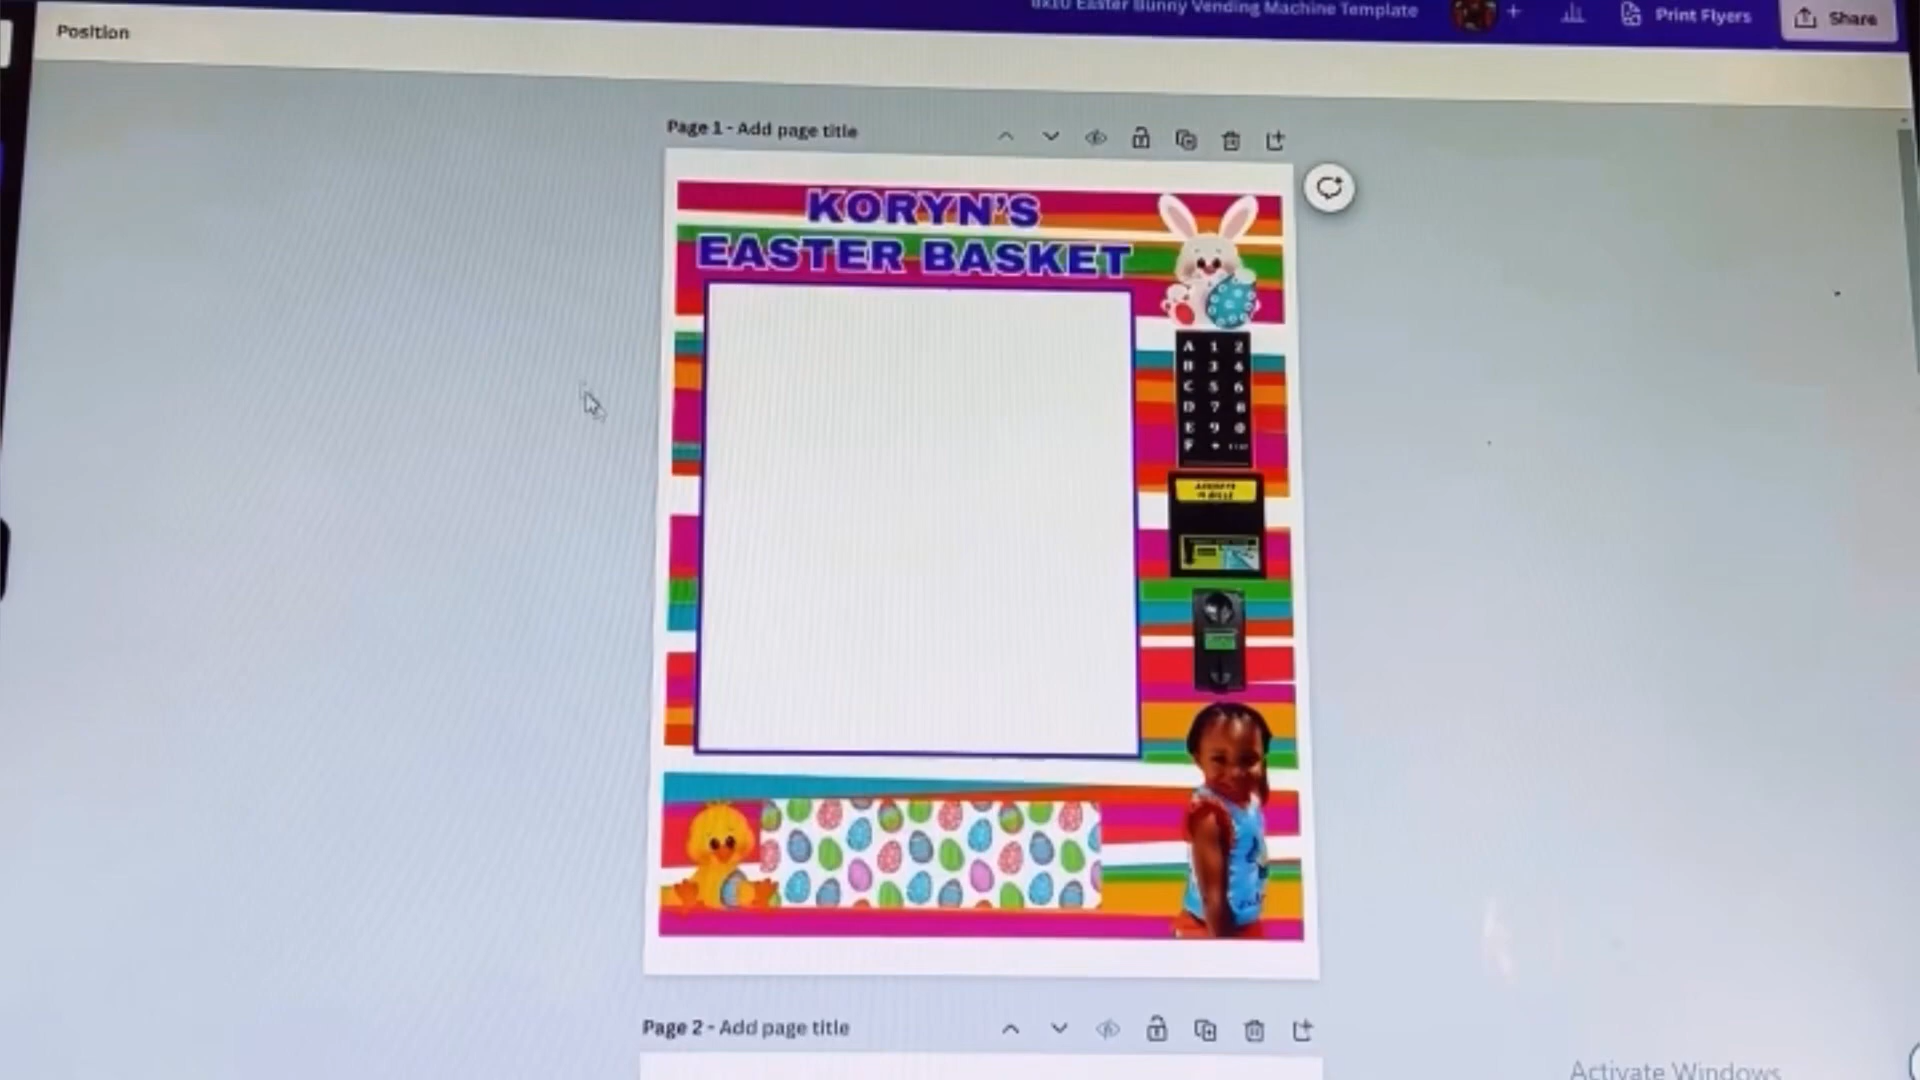 8x10 Easter Bunny Vending Machine Template
Print Flyers
Share
Position
Page 1 - Add page title
KORYN'S
EASTER BASKET
A 1 2
B 3 4
C 5 6
D 7 8
E 9
F
Page 2 - Add page title
Activate Windows